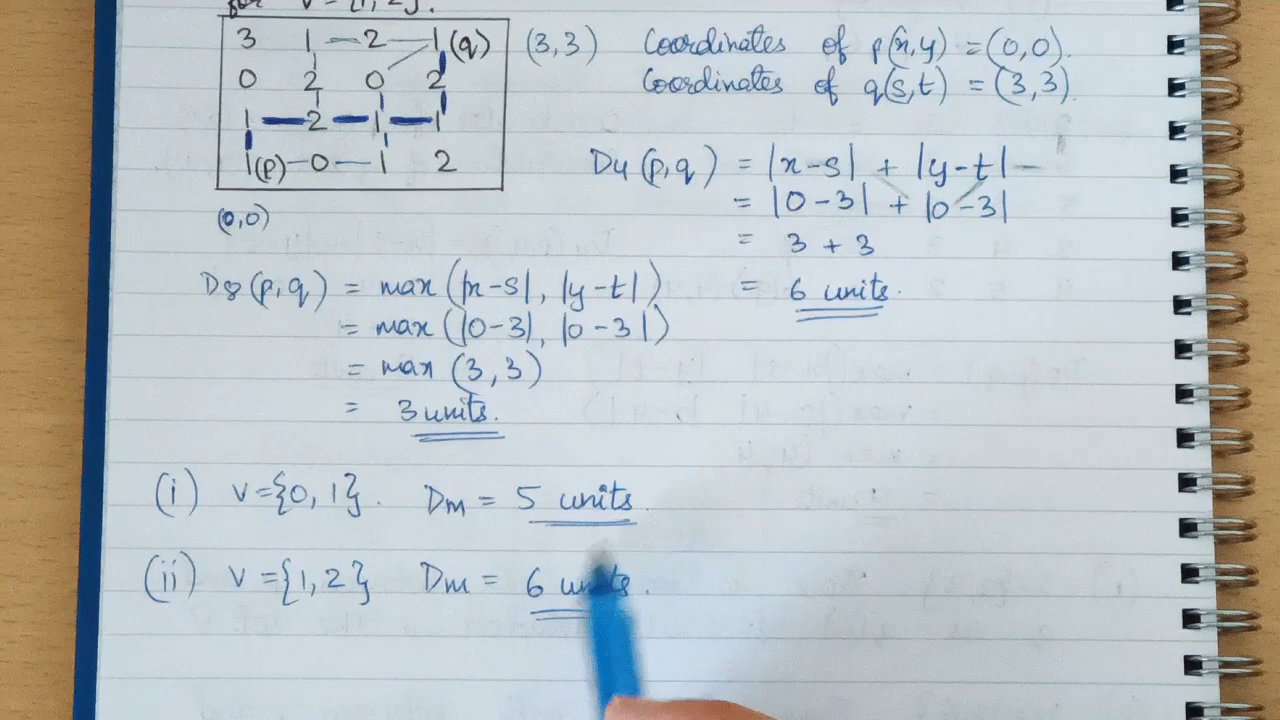 for V = {1, 2}.
3 1 — 2 — 1 (q) (3,3)
0 2 0 2
1 — 2 — 1 — 1
1 (p) — 0 — 1 2
(0,0)
Coordinates of p(x,y) = (0,0).
Coordinates of q(s,t) = (3,3).
D4 (p,q) = |x-s| + |y-t|
= |0-3| + |0-3|
= 3 + 3
= 6 units.
D8 (p,q) = max (|x-s|, |y-t|)
= max (|0-3|, |0-3|)
= max (3,3)
= 3 units.
(i) V={0, 1}. Dm = 5 units.
(ii) V={1, 2} Dm = 6 units.